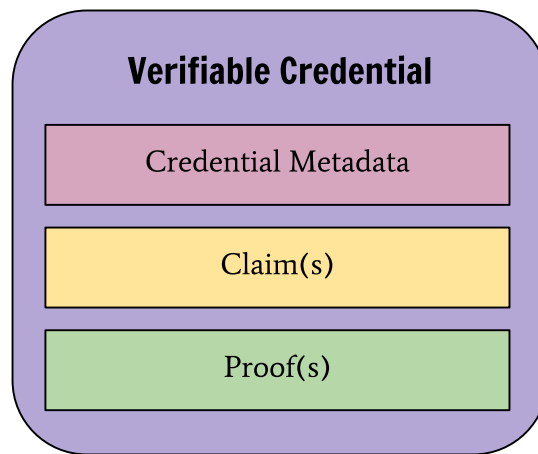 Verifiable Credential
Credential Metadata
Claim(s)
Proof(s)